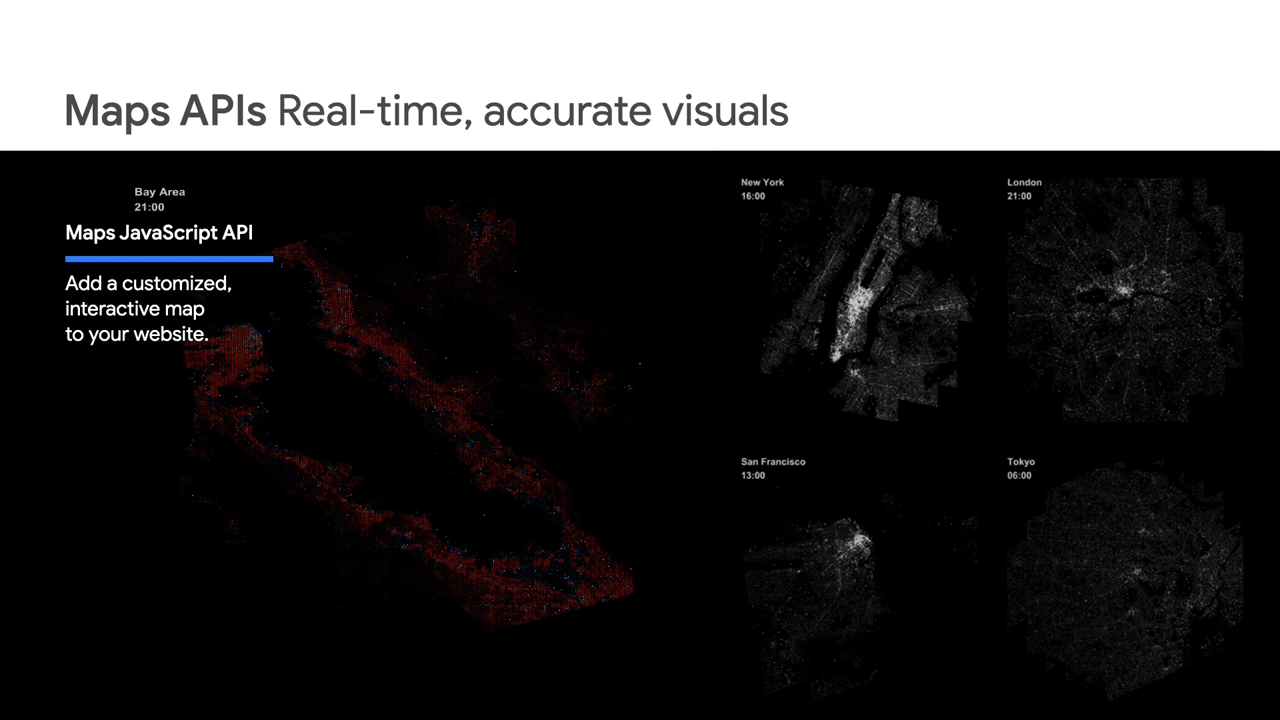 Maps APIs Real-time, accurate visuals
Bay Area
21:00
Maps JavaScript API
Add a customized,
interactive map
to your website.
New York
16:00
London
21:00
San Francisco
13:00
Tokyo
06:00